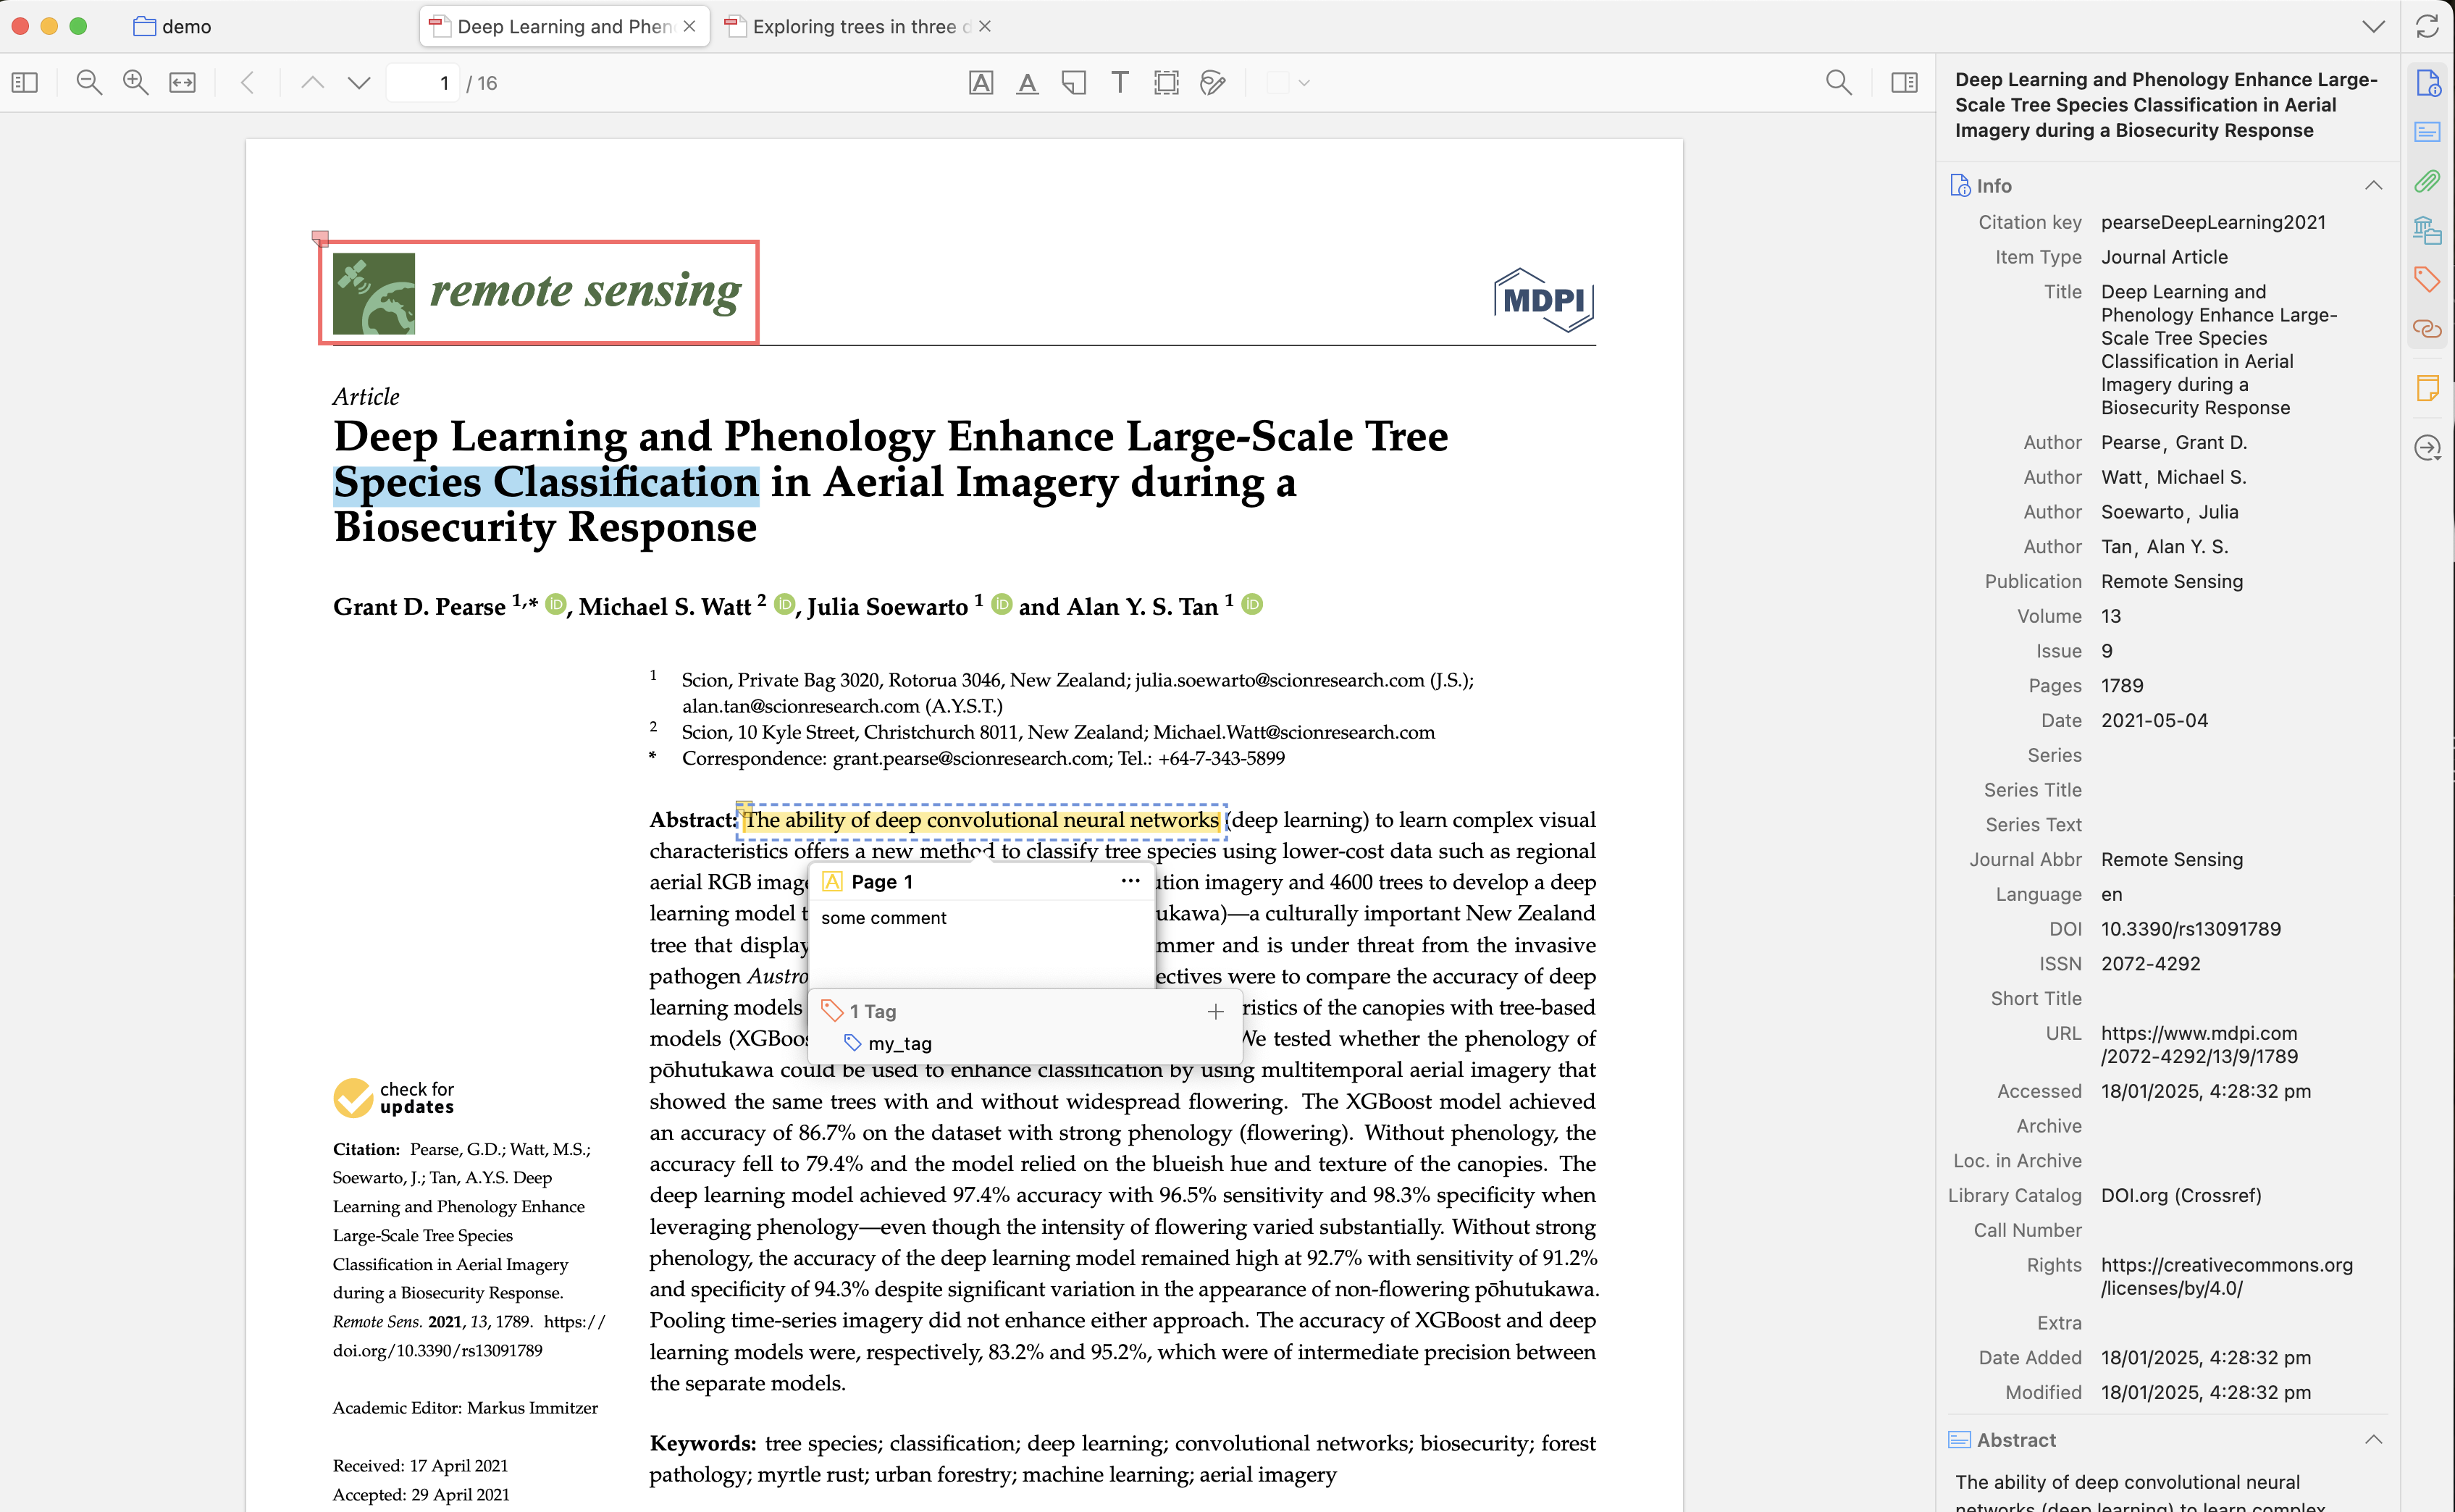 demo
Deep Learning and Phen
Exploring trees in three d
1 / 16
A A T
remote sensing
MDPI
Article
Deep Learning and Phenology Enhance Large-Scale Tree
Species Classification in Aerial Imagery during a
Biosecurity Response
Grant D. Pearse 1,* iD, Michael S. Watt 2 iD, Julia Soewarto 1 iD and Alan Y. S. Tan 1 iD
1 Scion, Private Bag 3020, Rotorua 3046, New Zealand; julia.soewarto@scionresearch.com (J.S.);
alan.tan@scionresearch.com (A.Y.S.T.)
2 Scion, 10 Kyle Street, Christchurch 8011, New Zealand; Michael.Watt@scionresearch.com
* Correspondence: grant.pearse@scionresearch.com; Tel.: +64-7-343-5899
Abstract: The ability of deep convolutional neural networks (deep learning) to learn complex visual
characteristics offers a new method to classify tree species using lower-cost data such as regional
aerial RGB image
ution imagery and 4600 trees to develop a deep
learning model t
ukawa)—a culturally important New Zealand
tree that display
mmer and is under threat from the invasive
pathogen Austro
ectives were to compare the accuracy of deep
learning models
ristics of the canopies with tree-based
models (XGBoos
We tested whether the phenology of
A Page 1 ...
some comment
1 Tag +
my_tag
pōhutukawa could be used to enhance classification by using multitemporal aerial imagery that
showed the same trees with and without widespread flowering. The XGBoost model achieved
an accuracy of 86.7% on the dataset with strong phenology (flowering). Without phenology, the
accuracy fell to 79.4% and the model relied on the blueish hue and texture of the canopies. The
deep learning model achieved 97.4% accuracy with 96.5% sensitivity and 98.3% specificity when
leveraging phenology—even though the intensity of flowering varied substantially. Without strong
phenology, the accuracy of the deep learning model remained high at 92.7% with sensitivity of 91.2%
and specificity of 94.3% despite significant variation in the appearance of non-flowering pōhutukawa.
Pooling time-series imagery did not enhance either approach. The accuracy of XGBoost and deep
learning models were, respectively, 83.2% and 95.2%, which were of intermediate precision between
the separate models.
Keywords: tree species; classification; deep learning; convolutional networks; biosecurity; forest
pathology; myrtle rust; urban forestry; machine learning; aerial imagery
check for
updates
Citation: Pearse, G.D.; Watt, M.S.;
Soewarto, J.; Tan, A.Y.S. Deep
Learning and Phenology Enhance
Large-Scale Tree Species
Classification in Aerial Imagery
during a Biosecurity Response.
Remote Sens. 2021, 13, 1789. https://
doi.org/10.3390/rs13091789
Academic Editor: Markus Immitzer
Received: 17 April 2021
Accepted: 29 April 2021
Deep Learning and Phenology Enhance Large-
Scale Tree Species Classification in Aerial
Imagery during a Biosecurity Response
Info
Citation key pearseDeepLearning2021
Item Type Journal Article
Title Deep Learning and
Phenology Enhance Large-
Scale Tree Species
Classification in Aerial
Imagery during a
Biosecurity Response
Author Pearse, Grant D.
Author Watt, Michael S.
Author Soewarto, Julia
Author Tan, Alan Y. S.
Publication Remote Sensing
Volume 13
Issue 9
Pages 1789
Date 2021-05-04
Series
Series Title
Series Text
Journal Abbr Remote Sensing
Language en
DOI 10.3390/rs13091789
ISSN 2072-4292
Short Title
URL https://www.mdpi.com
/2072-4292/13/9/1789
Accessed 18/01/2025, 4:28:32 pm
Archive
Loc. in Archive
Library Catalog DOI.org (Crossref)
Call Number
Rights https://creativecommons.org
/licenses/by/4.0/
Extra
Date Added 18/01/2025, 4:28:32 pm
Modified 18/01/2025, 4:28:32 pm
Abstract
The ability of deep convolutional neural
networks (deep learning) to learn complex